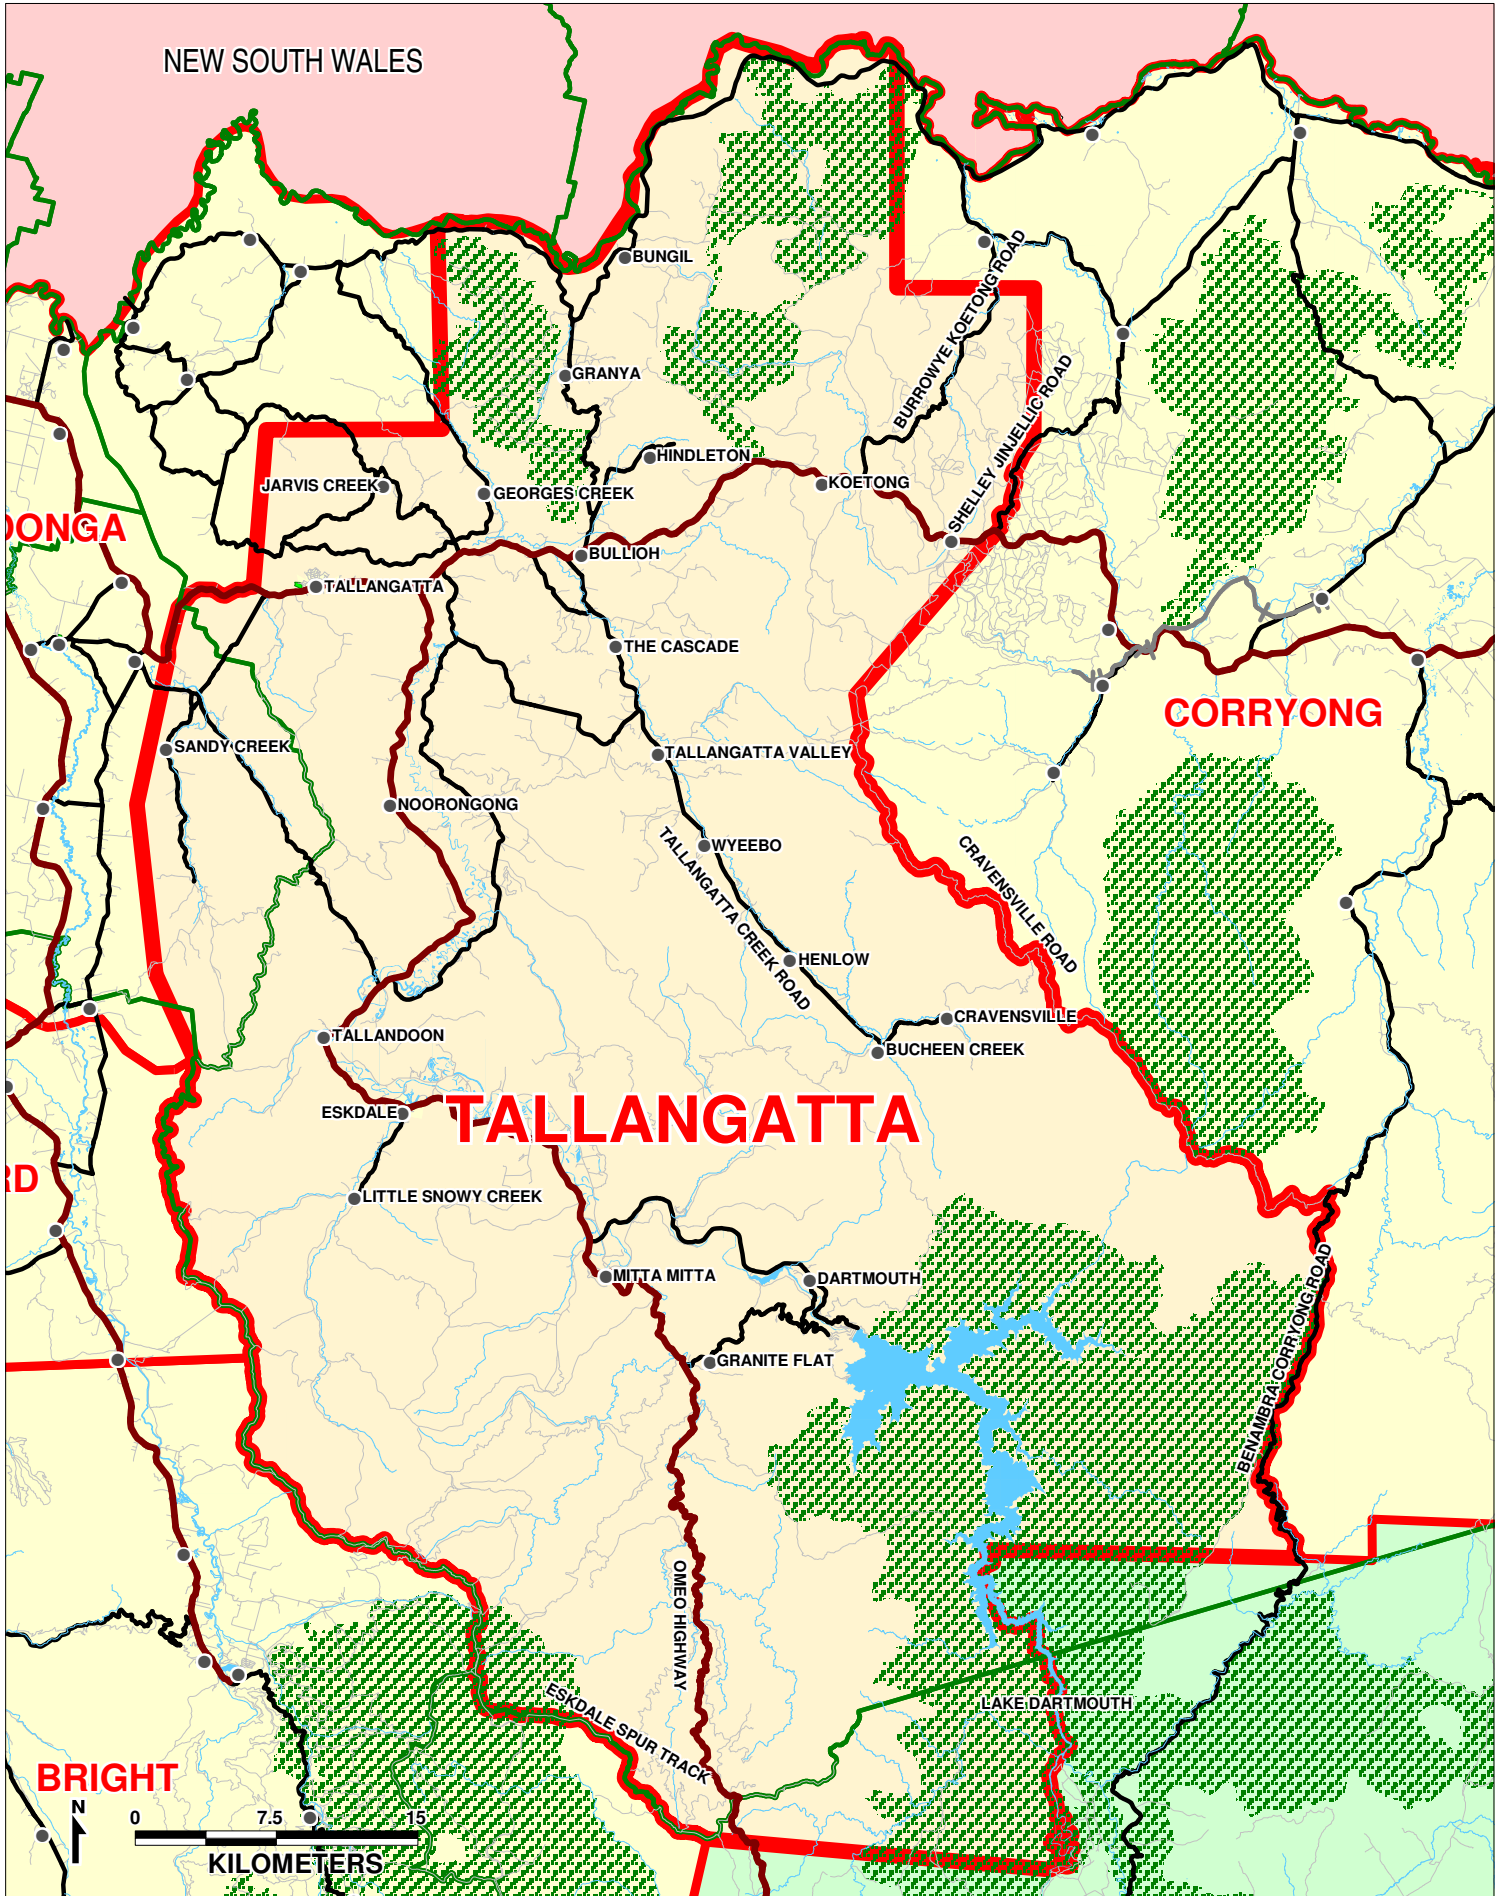 NEW SOUTH WALES
BUNGIL
BURROWYE KOETONG ROAD
GRANYA
SHELLEY JINJELLIC ROAD
HINDLETON
KOETONG
JARVIS CREEK
GEORGES CREEK
DONGA
BULLIOH
TALLANGATTA
THE CASCADE
CORRYONG
SANDY CREEK
TALLANGATTA VALLEY
NOORONGONG
WYEEBO
TALLANGATTA CREEK ROAD
CRAVENSVILLE ROAD
HENLOW
CRAVENSVILLE
TALLANDOON
BUCHEEN CREEK
ESKDALE
TALLANGATTA
RD
LITTLE SNOWY CREEK
MITTA MITTA
DARTMOUTH
BENAMBRA CORRYONG ROAD
GRANITE FLAT
OMEO HIGHWAY
ESKDALE SPUR TRACK
LAKE DARTMOUTH
BRIGHT
N
0 7.5 15
KILOMETERS